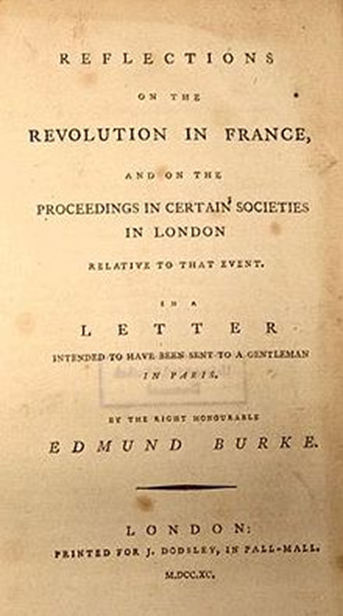 REFLECTIONS
ON THE
REVOLUTION IN FRANCE,
AND ON THE
PROCEEDINGS IN CERTAIN SOCIETIES
IN LONDON
RELATIVE TO THAT EVENT.
IN A
LETTER
INTENDED TO HAVE BEEN SENT TO A GENTLEMAN
IN PARIS.
BY THE RIGHT HONOURABLE
EDMUND BURKE.
LONDON:
PRINTED FOR J. DODSLEY, IN PALL-MALL.
M.DCC.XC.